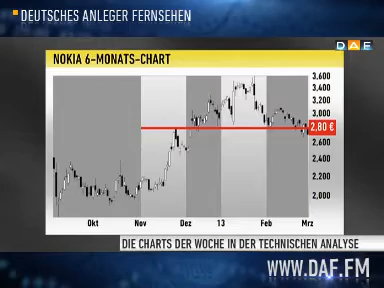 DEUTSCHES ANLEGER FERNSEHEN
DAF
NOKIA 6-MONATS-CHART
3,600
3,400
3,200
3,000
2,80 €
2,600
2,400
2,200
2,000
Okt Nov Dez 13 Feb Mrz
DIE CHARTS DER WOCHE IN DER TECHNISCHEN ANALYSE
WWW.DAF.FM